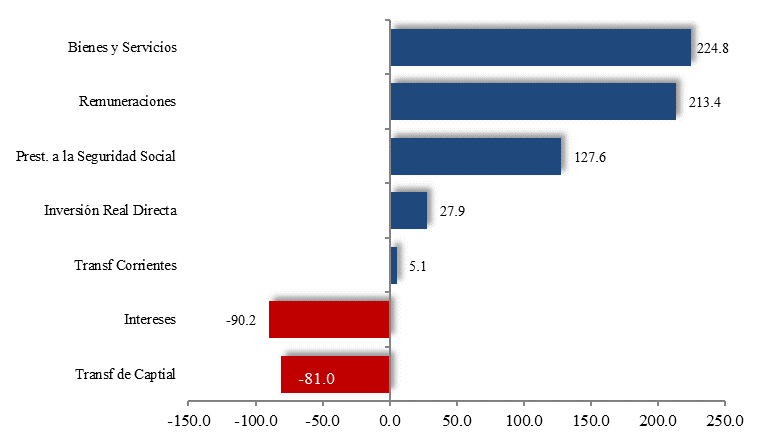 Bienes y Servicios 224.8
Remuneraciones 213.4
Prest. a la Seguridad Social 127.6
Inversión Real Directa 27.9
Transf Corrientes 5.1
Intereses -90.2
Transf de Captial -81.0
-150.0 -100.0 -50.0 0.0 50.0 100.0 150.0 200.0 250.0